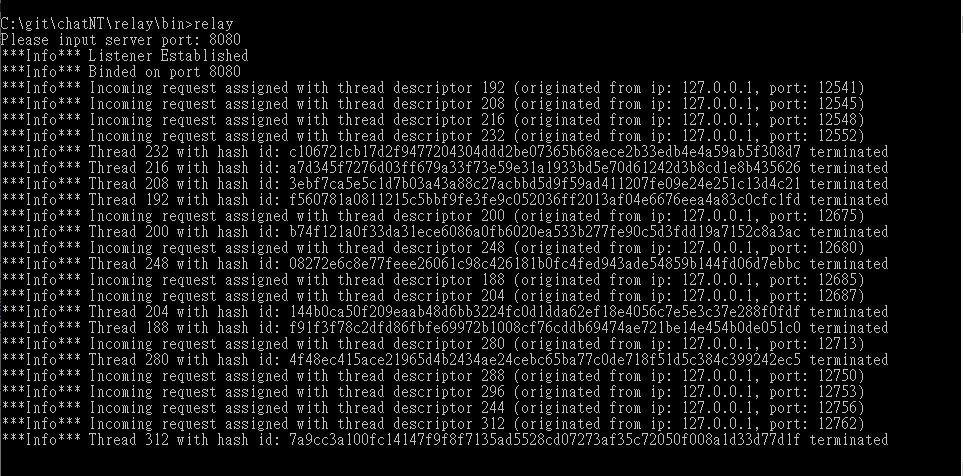 C:\git\chatNT\relay\bin>relay
Please input server port: 8080
***Info*** Listener Established
***Info*** Binded on port 8080
***Info*** Incoming request assigned with thread descriptor 192 (originated from ip: 127.0.0.1, port: 12541)
***Info*** Incoming request assigned with thread descriptor 208 (originated from ip: 127.0.0.1, port: 12545)
***Info*** Incoming request assigned with thread descriptor 216 (originated from ip: 127.0.0.1, port: 12548)
***Info*** Incoming request assigned with thread descriptor 232 (originated from ip: 127.0.0.1, port: 12552)
***Info*** Thread 232 with hash id: c106721cb17d2f9477204304ddd2be07365b68aece2b33edb4e4a59ab5f308d7 terminated
***Info*** Thread 216 with hash id: a7d345f7276d03ff679a33f73e59e31a1933bd5e70d61242d3b8cd1e8b435626 terminated
***Info*** Thread 208 with hash id: 3ebf7ca5e5c1d7b03a43a88c27acbbd5d9f59ad411207fe09e24e251c13d4c21 terminated
***Info*** Thread 192 with hash id: f560781a0811215c5bbf9fe3fe9c052036ff2013af04e6676eea4a83c0cfc1fd terminated
***Info*** Incoming request assigned with thread descriptor 200 (originated from ip: 127.0.0.1, port: 12675)
***Info*** Thread 200 with hash id: b74f121a0f33da31ece6086a0fb6020ea533b277fe90c5d3fdd19a7152c8a3ac terminated
***Info*** Incoming request assigned with thread descriptor 248 (originated from ip: 127.0.0.1, port: 12680)
***Info*** Thread 248 with hash id: 08272e6c8e77feee26061c98c426181b0fc4fed943ade54859b144fd06d7ebbc terminated
***Info*** Incoming request assigned with thread descriptor 188 (originated from ip: 127.0.0.1, port: 12685)
***Info*** Incoming request assigned with thread descriptor 204 (originated from ip: 127.0.0.1, port: 12687)
***Info*** Thread 204 with hash id: 144b0ca50f209eaab48d6bb3224fc0d1dda62ef18e4056c7e5e3c37e288f0fdf terminated
***Info*** Thread 188 with hash id: f91f3f78c2dfd86fbfe69972b1008cf76cddb69474ae721be14e454b0de051c0 terminated
***Info*** Incoming request assigned with thread descriptor 280 (originated from ip: 127.0.0.1, port: 12713)
***Info*** Thread 280 with hash id: 4f48ec415ace21965d4b2434ae24cebc65ba77c0de718f51d5c384c399242ec5 terminated
***Info*** Incoming request assigned with thread descriptor 288 (originated from ip: 127.0.0.1, port: 12750)
***Info*** Incoming request assigned with thread descriptor 296 (originated from ip: 127.0.0.1, port: 12753)
***Info*** Incoming request assigned with thread descriptor 244 (originated from ip: 127.0.0.1, port: 12756)
***Info*** Incoming request assigned with thread descriptor 312 (originated from ip: 127.0.0.1, port: 12762)
***Info*** Thread 312 with hash id: 7a9cc3a100fc14147f9f8f7135ad5528cd07273af35c72050f008a1d33d77d1f terminated